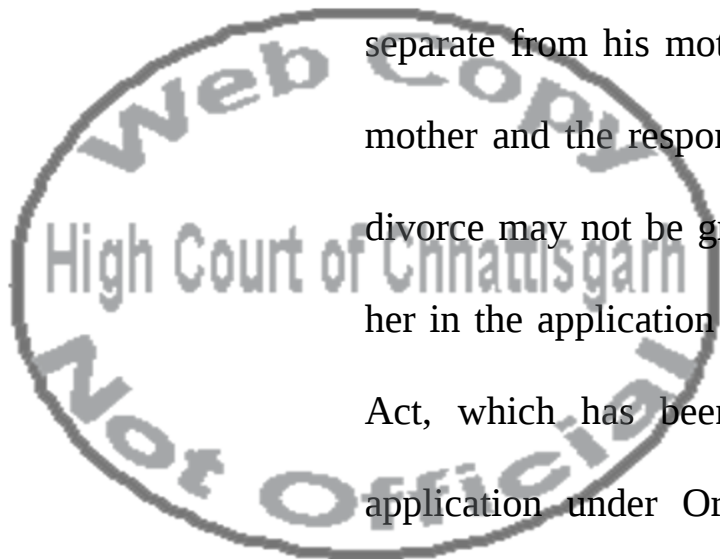 Web Copy
separate from his mot
mother and the respon
divorce may not be gr
High Court of Chhattisgarh
her in the application
Act, which has been
application under Or
Not Official